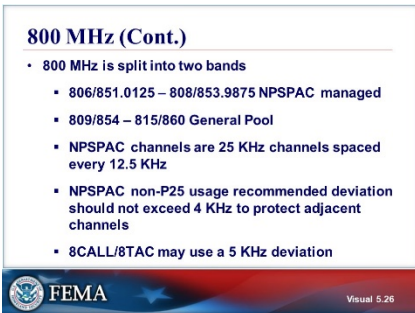 800 MHz (Cont.)
• 800 MHz is split into two bands
▪ 806/851.0125 – 808/853.9875 NPSPAC managed
▪ 809/854 – 815/860 General Pool
▪ NPSPAC channels are 25 KHz channels spaced
every 12.5 KHz
▪ NPSPAC non-P25 usage recommended deviation
should not exceed 4 KHz to protect adjacent
channels
▪ 8CALL/8TAC may use a 5 KHz deviation
FEMA
Visual 5.26